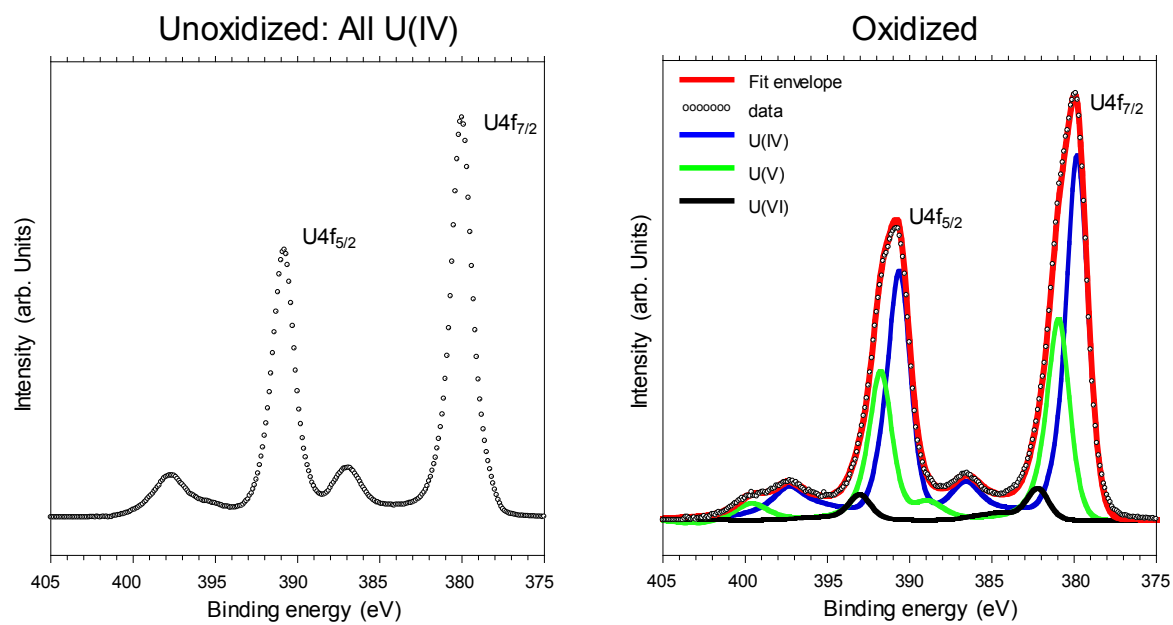 Unoxidized: All U(IV)
U4f7/2
U4f5/2
Intensity (arb. Units)
405 400 395 390 385 380 375
Binding energy (eV)
Oxidized
Fit envelope
data
U(IV)
U(V)
U(VI)
U4f7/2
U4f5/2
Intensity (arb. Units)
405 400 395 390 385 380 375
Binding energy (eV)